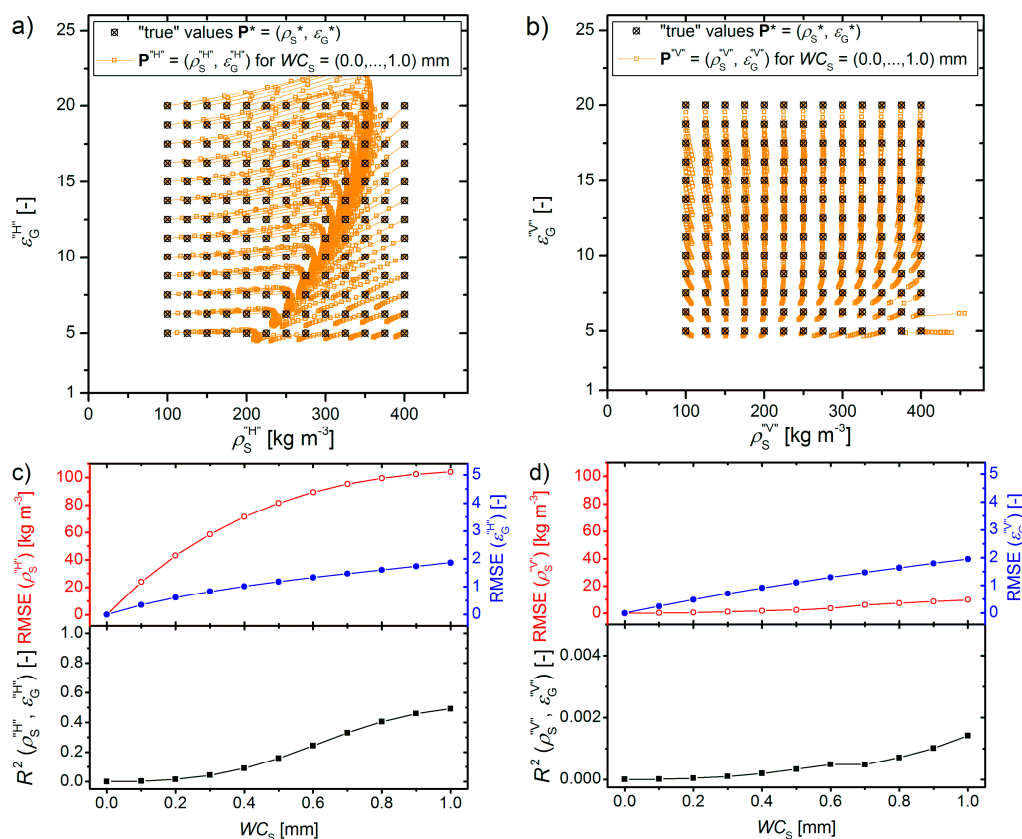 a)
"true" values P* = (ρS*, εG*)
P"H" = (ρS"H", εG"H") for WCS = (0.0,...,1.0) mm
25
20
15
10
5
1
εG"H" [-]
0 100 200 300 400
ρS"H" [kg m-3]
b)
"true" values P* = (ρS*, εG*)
P"V" = (ρS"V", εG"V") for WCS = (0.0,...,1.0) mm
25
20
15
10
5
1
εG"V" [-]
0 100 200 300 400
ρS"V" [kg m-3]
c)
RMSE (ρS"H") [kg m-3]
100
80
60
40
20
0
5
4
3
2
1
0
RMSE (εG"H") [-]
R2 (ρS"H", εG"H") [-]
1.0
0.8
0.6
0.4
0.2
0.0
0.0 0.2 0.4 0.6 0.8 1.0
WCS [mm]
d)
RMSE (ρS"V") [kg m-3]
100
80
60
40
20
0
5
4
3
2
1
0
RMSE (εG"V") [-]
R2 (ρS"V", εG"V") [-]
0.004
0.002
0.000
0.0 0.2 0.4 0.6 0.8 1.0
WCS [mm]